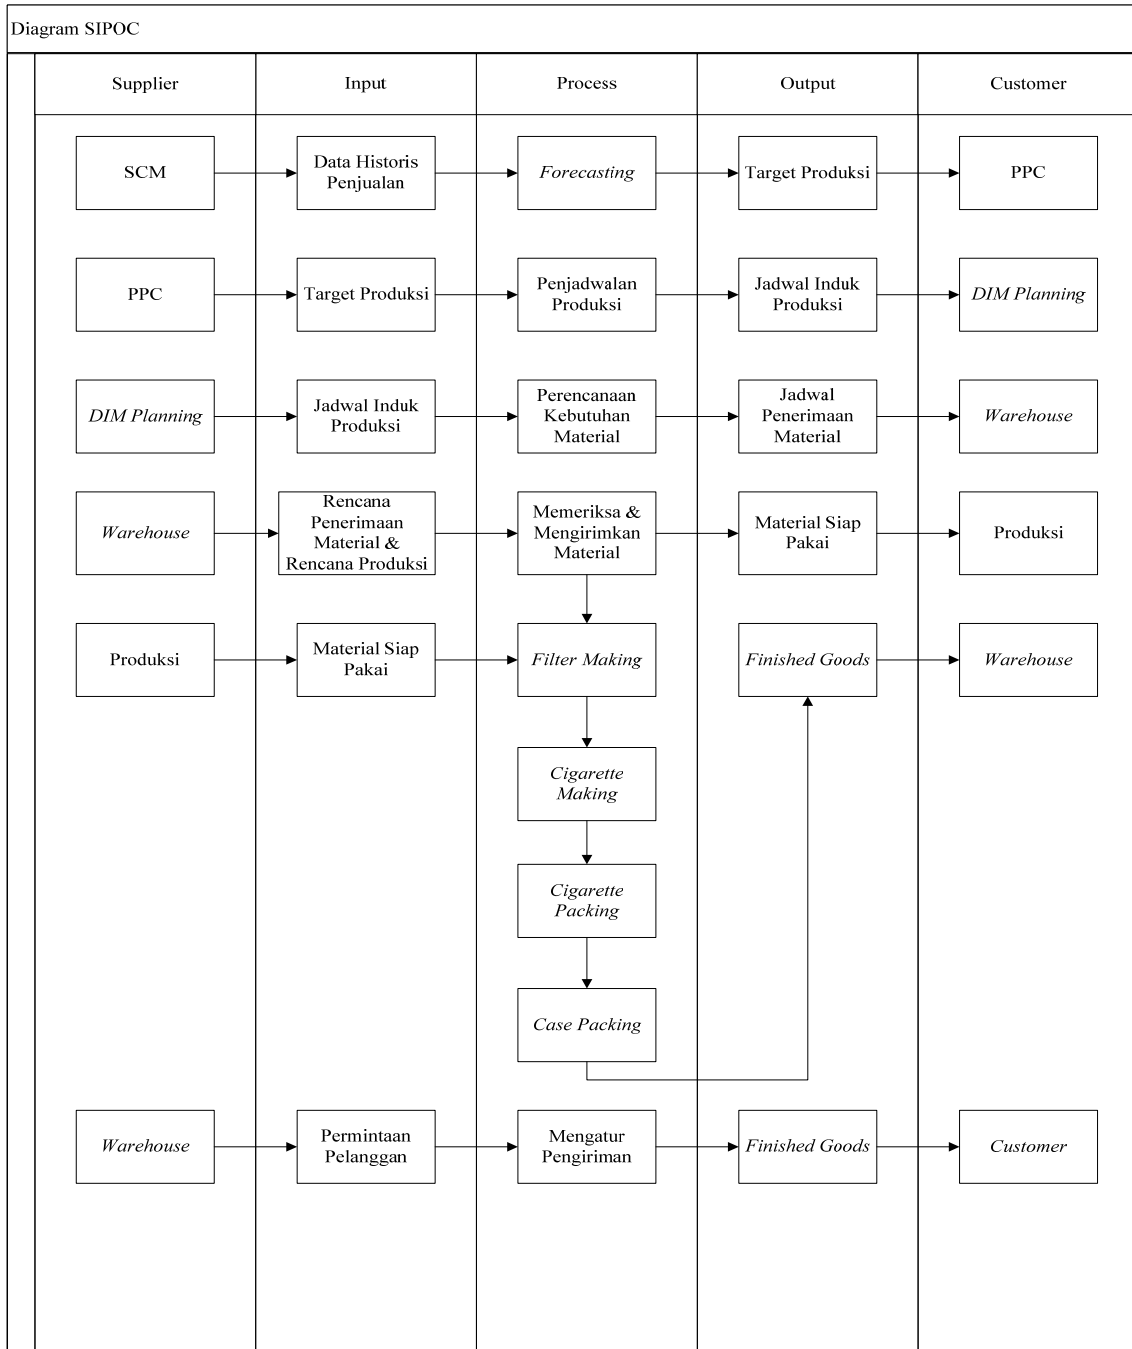 Diagram SIPOC
Supplier
Input
Process
Output
Customer
SCM
Data Historis
Penjualan
Forecasting
Target Produksi
PPC
PPC
Target Produksi
Penjadwalan
Produksi
Jadwal Induk
Produksi
DIM Planning
DIM Planning
Jadwal Induk
Produksi
Perencanaan
Kebutuhan
Material
Jadwal
Penerimaan
Material
Warehouse
Warehouse
Rencana
Penerimaan
Material &
Rencana Produksi
Memeriksa &
Mengirimkan
Material
Material Siap
Pakai
Produksi
Produksi
Material Siap
Pakai
Filter Making
Finished Goods
Warehouse
Cigarette
Making
Cigarette
Packing
Case Packing
Warehouse
Permintaan
Pelanggan
Mengatur
Pengiriman
Finished Goods
Customer